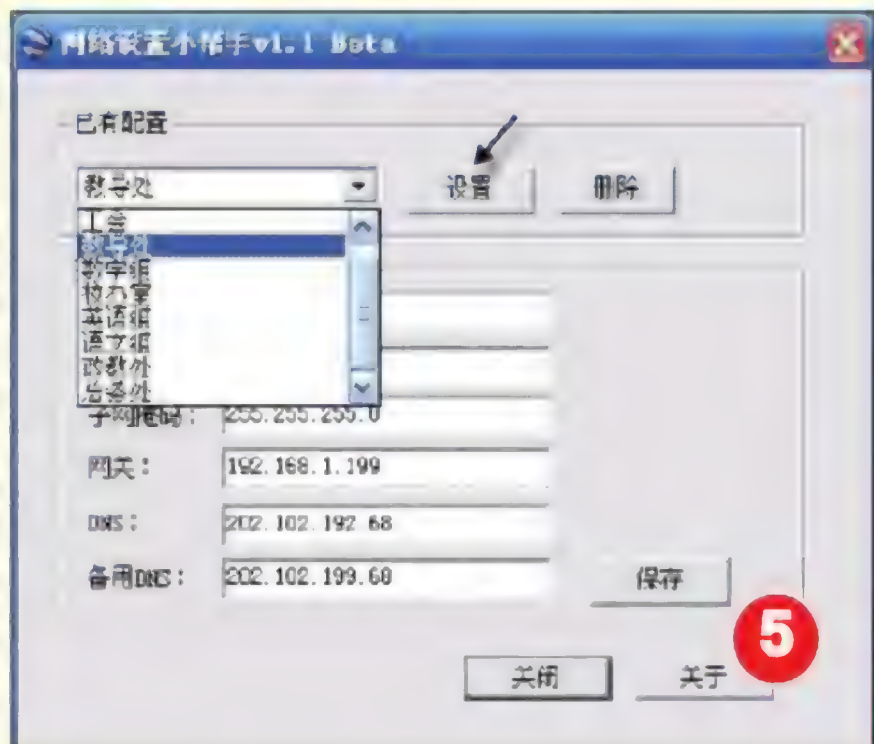 网络设置小帮手v1.1 Beta
已有配置
教导处 设置 删除
工会
教导处
数学组
校办室
英语组
语文组
政教处
总务处
子网掩码： 255.255.255.0
网关： 192.168.1.199
DNS： 202.102.192.68
备用DNS： 202.102.199.68
保存
5
关闭 关于